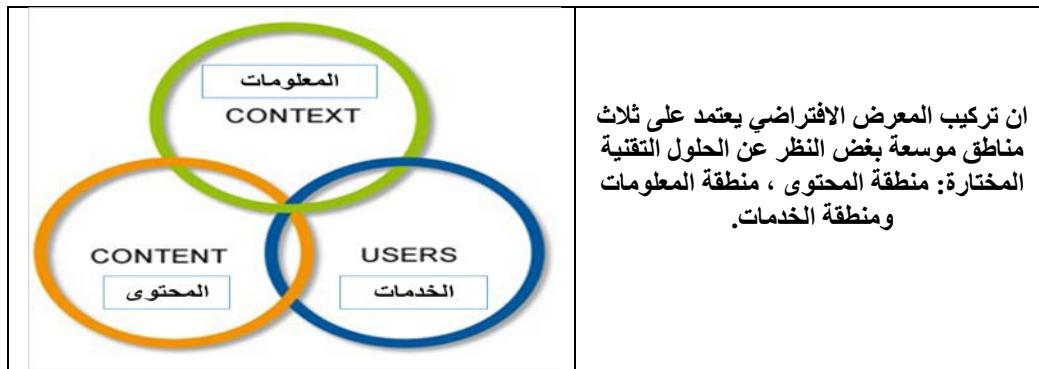 المعلومات
CONTEXT
CONTENT
المحتوى
USERS
الخدمات
ان تركيب المعرض الافتراضي يعتمد على ثلاث
مناطق موسعة بغض النظر عن الحلول التقنية
المختارة: منطقة المحتوى ، منطقة المعلومات
ومنطقة الخدمات.